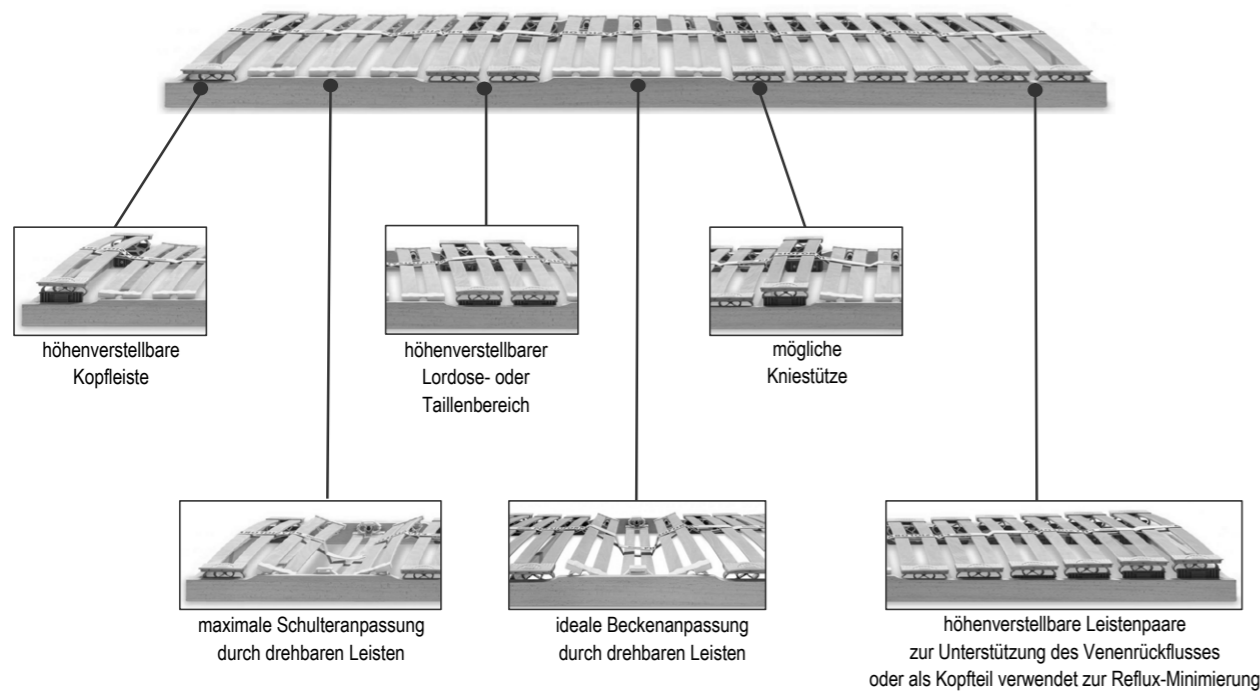 höhenverstellbare
Kopfleiste
höhenverstellbarer
Lordose- oder
Taillenbereich
mögliche
Kniestütze
maximale Schulteranpassung
durch drehbaren Leisten
ideale Beckenanpassung
durch drehbaren Leisten
höhenverstellbare Leistenpaare
zur Unterstützung des Venenrückflusses
oder als Kopfteil verwendet zur Reflux-Minimierung